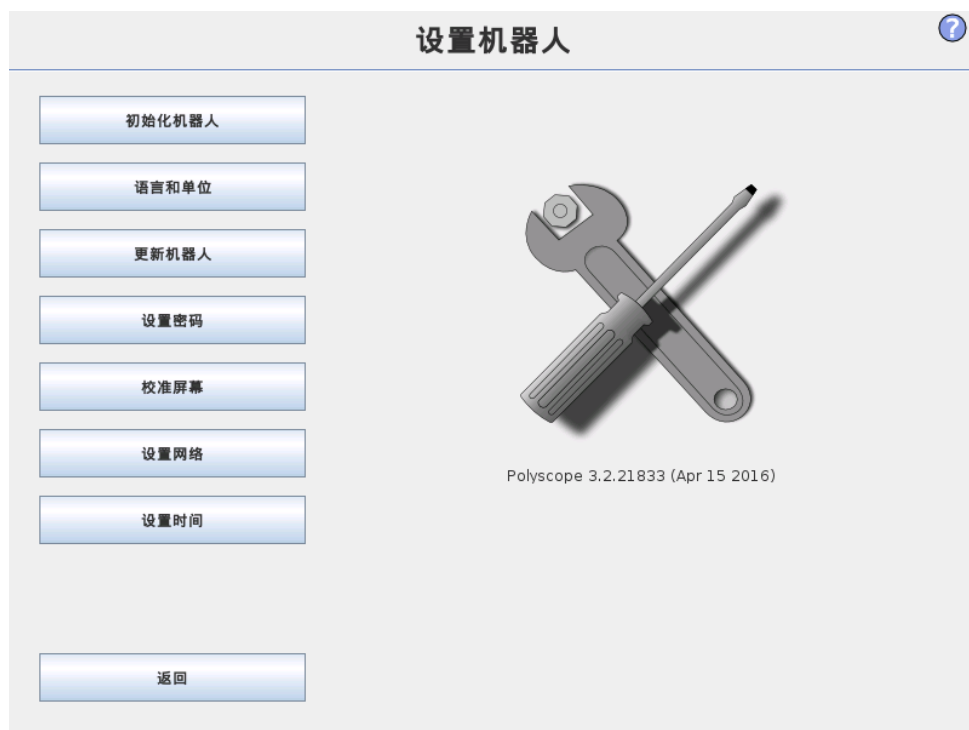 设置机器人
?
初始化机器人
语言和单位
更新机器人
设置密码
校准屏幕
设置网络
设置时间
Polyscope 3.2.21833 (Apr 15 2016)
返回